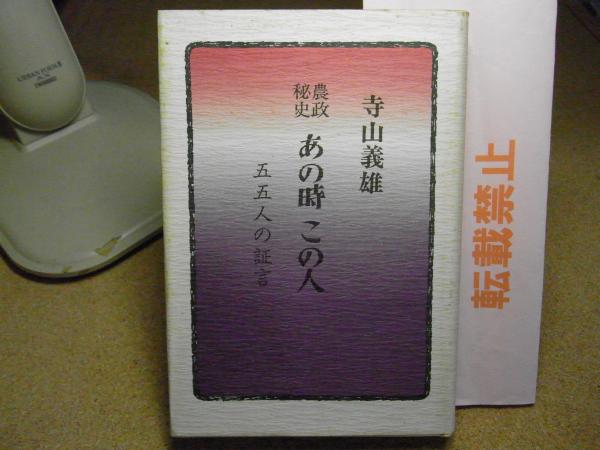 寺山義雄
農政
秘史
あの時 この人
五五人の証言
転載禁止